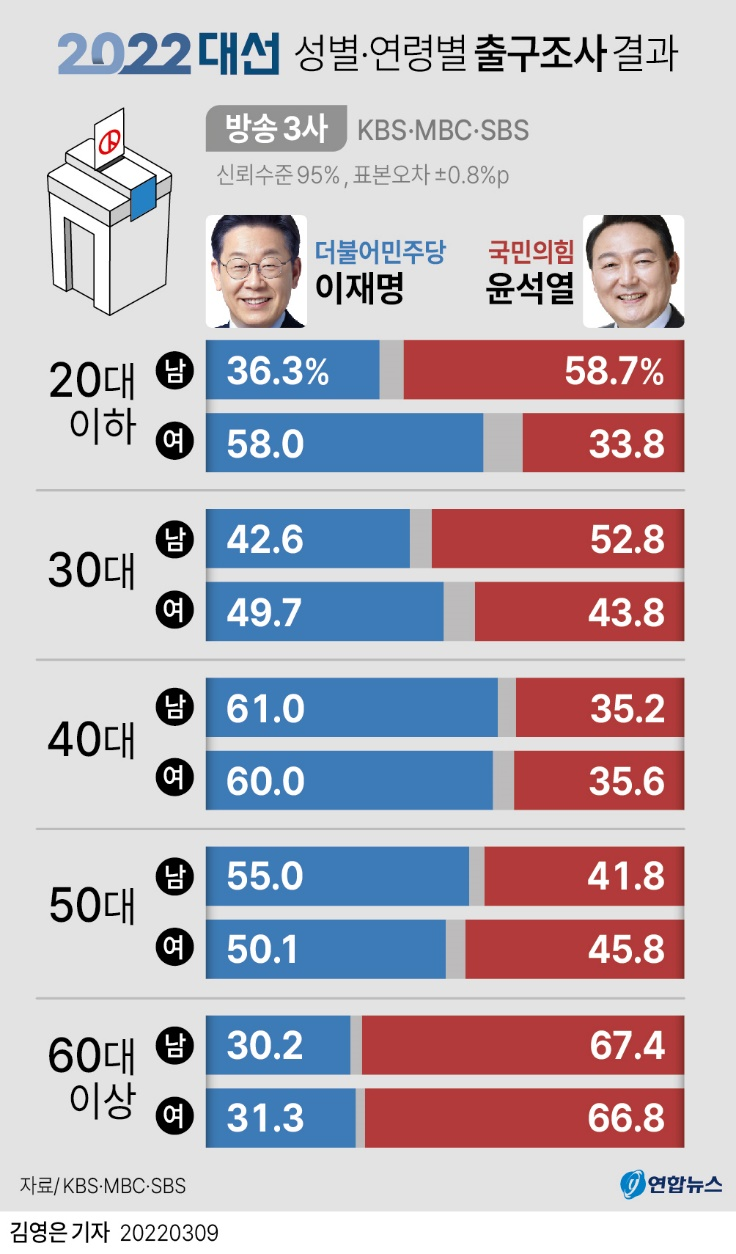 2022 대선 성별·연령별 출구조사 결과
방송 3사 KBS·MBC·SBS
신뢰수준 95%, 표본오차 ±0.8%p
더불어민주당 국민의힘
이재명 윤석열
20대
이하
남 36.3% 58.7%
여 58.0 33.8
30대
남 42.6 52.8
여 49.7 43.8
40대
남 61.0 35.2
여 60.0 35.6
50대
남 55.0 41.8
여 50.1 45.8
60대
이상
남 30.2 67.4
여 31.3 66.8
자료/ KBS·MBC·SBS 연합뉴스
김영은 기자 20220309